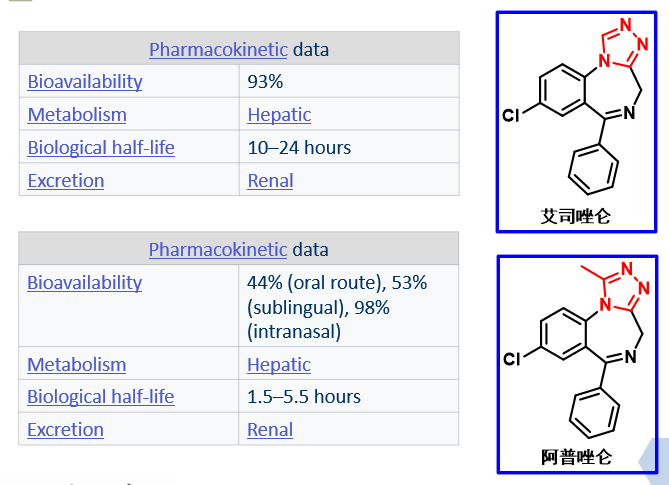 Pharmacokinetic data
Bioavailability 93%
Metabolism Hepatic
Biological half-life 10–24 hours
Excretion Renal
N
N
N
Cl
N
艾司唑仑
Pharmacokinetic data
Bioavailability 44% (oral route), 53%
(sublingual), 98%
(intranasal)
Metabolism Hepatic
Biological half-life 1.5–5.5 hours
Excretion Renal
N
N
N
Cl
N
阿普唑仑